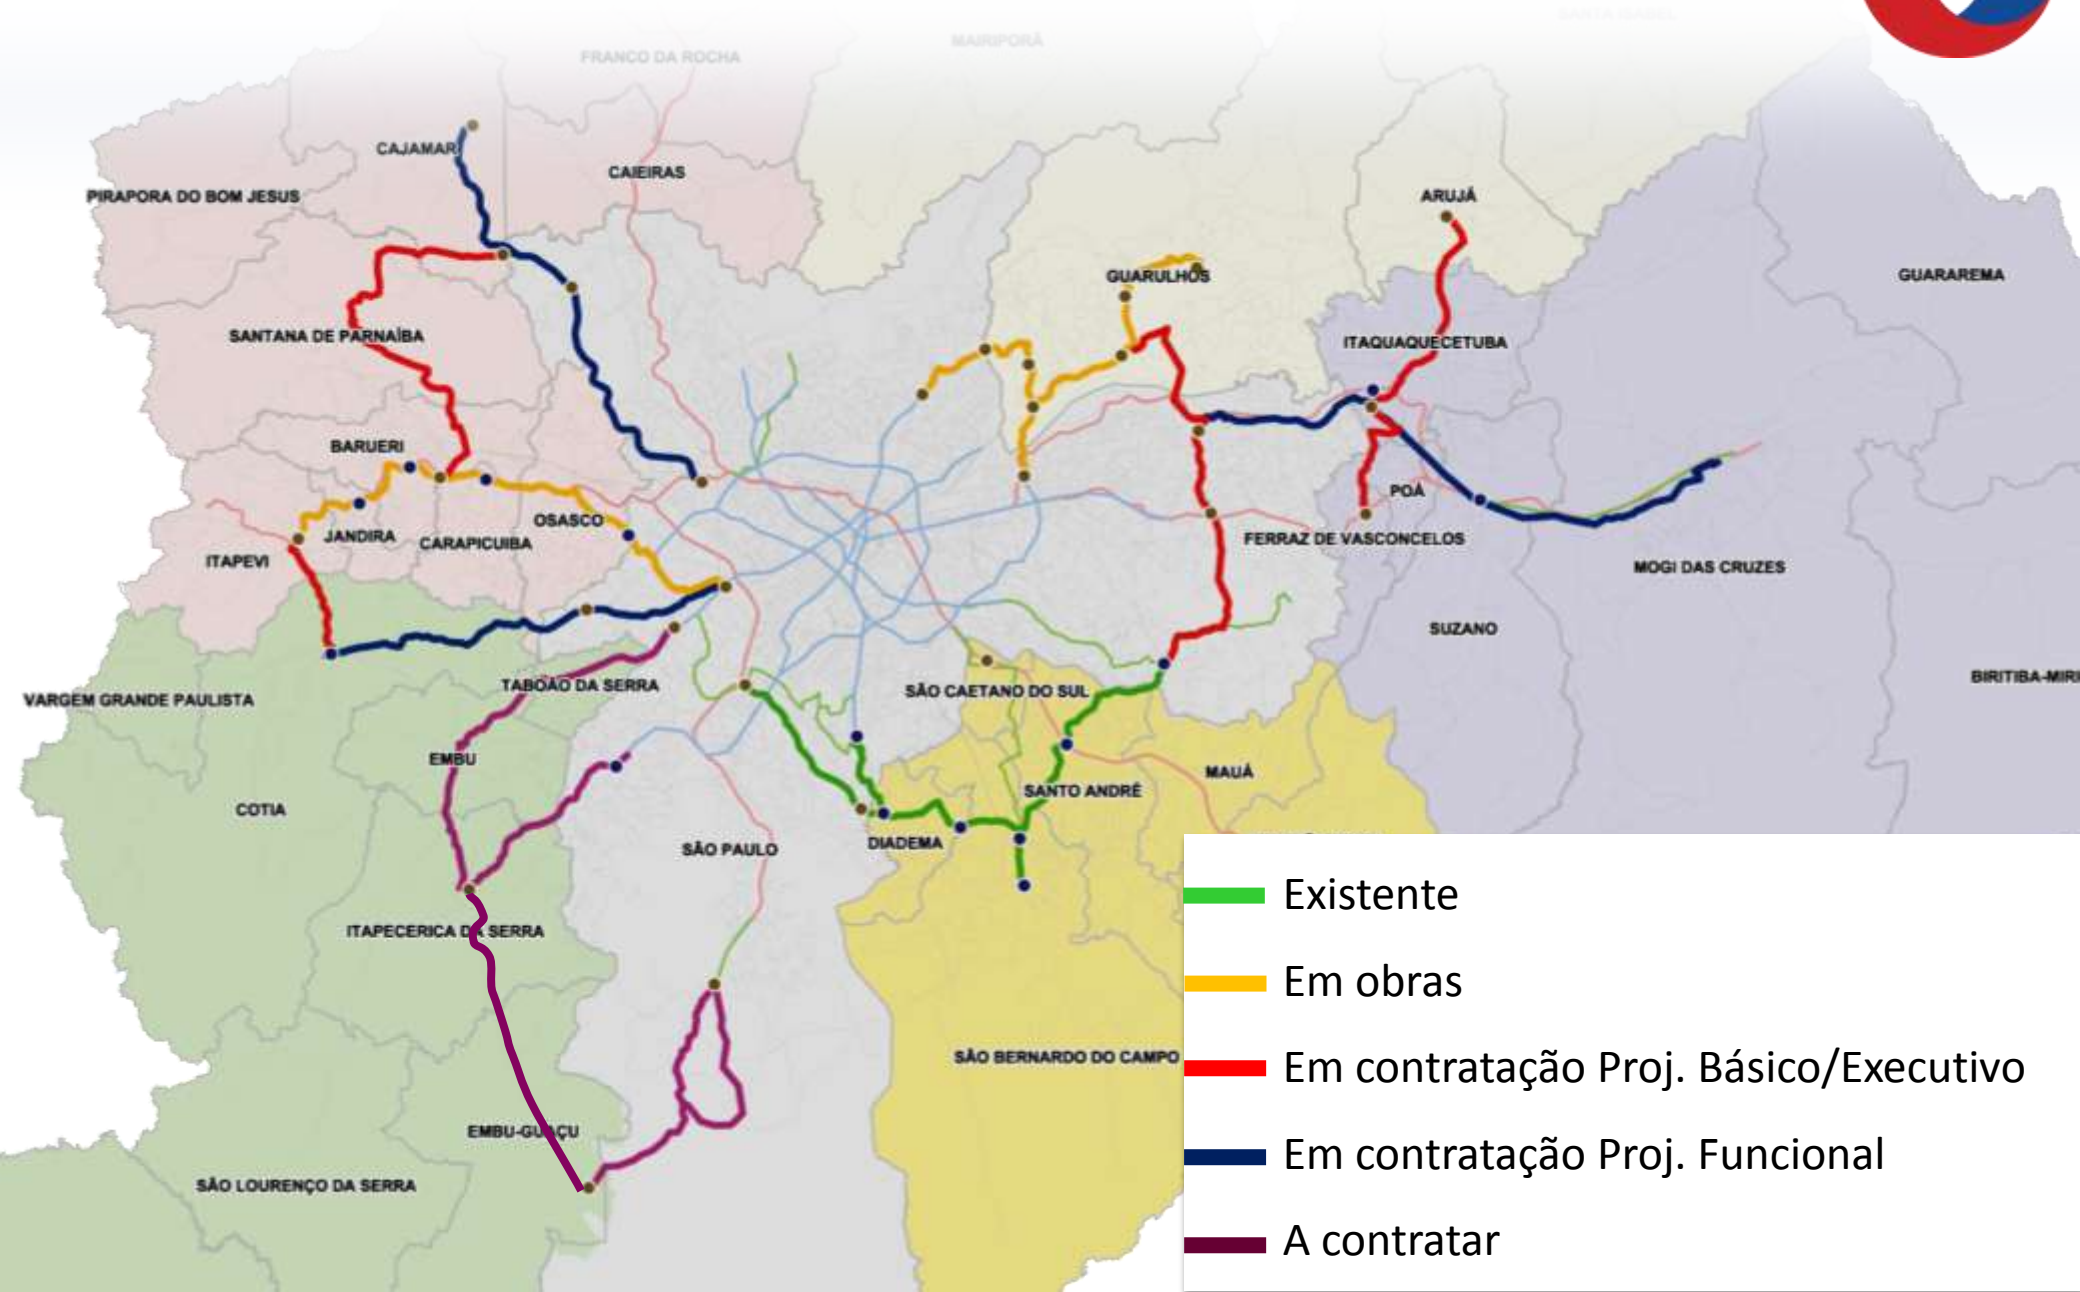 SANTA ISABEL
MAIRIPORÃ
FRANCO DA ROCHA
CAJAMAR
CAIEIRAS
PIRAPORA DO BOM JESUS
ARUJÁ
GUARULHOS
GUARAREMA
SANTANA DE PARNAÍBA
ITAQUAQUECETUBA
BARUERI
POÁ
OSASCO
JANDIRA
CARAPICUIBA
FERRAZ DE VASCONCELOS
ITAPEVI
MOGI DAS CRUZES
SUZANO
BIRITIBA-MIRI
TABOÃO DA SERRA
SÃO CAETANO DO SUL
VARGEM GRANDE PAULISTA
EMBU
MAUÁ
SANTO ANDRÉ
COTIA
DIADEMA
SÃO PAULO
ITAPECERICA DA SERRA
SÃO BERNARDO DO CAMPO
EMBU-GUAÇU
SÃO LOURENÇO DA SERRA
Existente
Em obras
Em contratação Proj. Básico/Executivo
Em contratação Proj. Funcional
A contratar